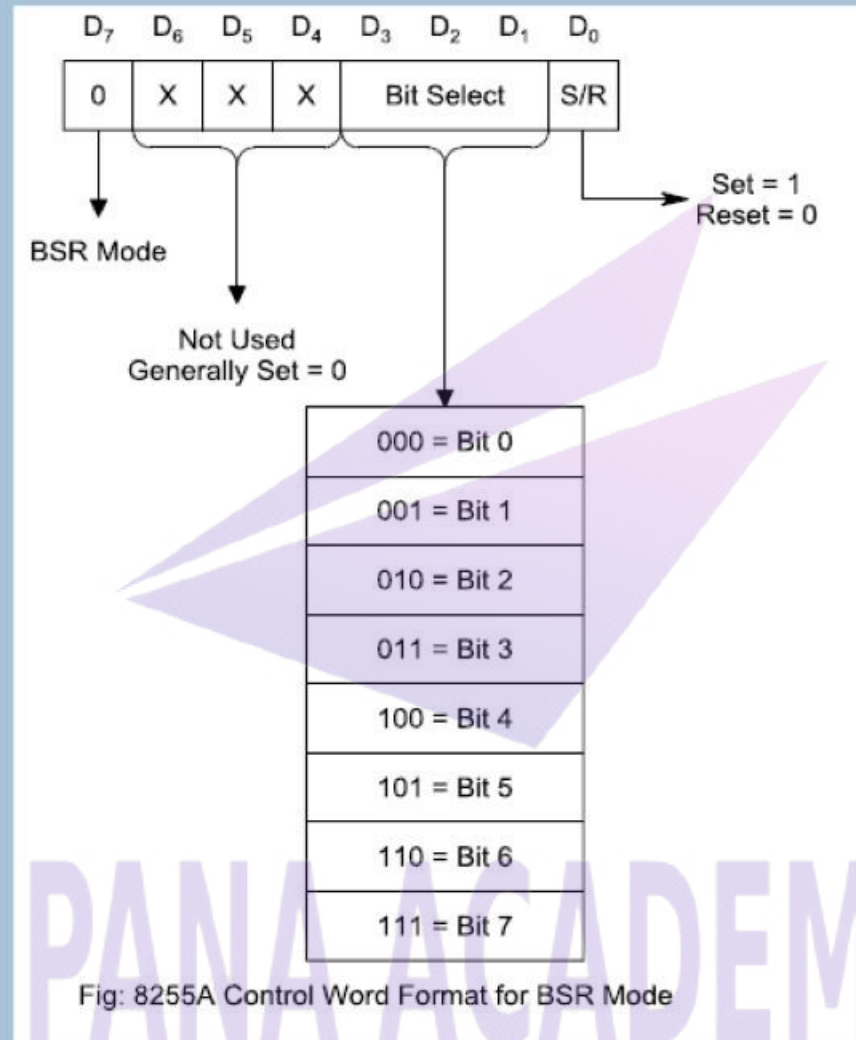 D7 D6 D5 D4 D3 D2 D1 D0
0 X X X Bit Select S/R
Set = 1
Reset = 0
BSR Mode
Not Used
Generally Set = 0
000 = Bit 0
001 = Bit 1
010 = Bit 2
011 = Bit 3
100 = Bit 4
101 = Bit 5
110 = Bit 6
111 = Bit 7
PANA ACADEM
Fig: 8255A Control Word Format for BSR Mode